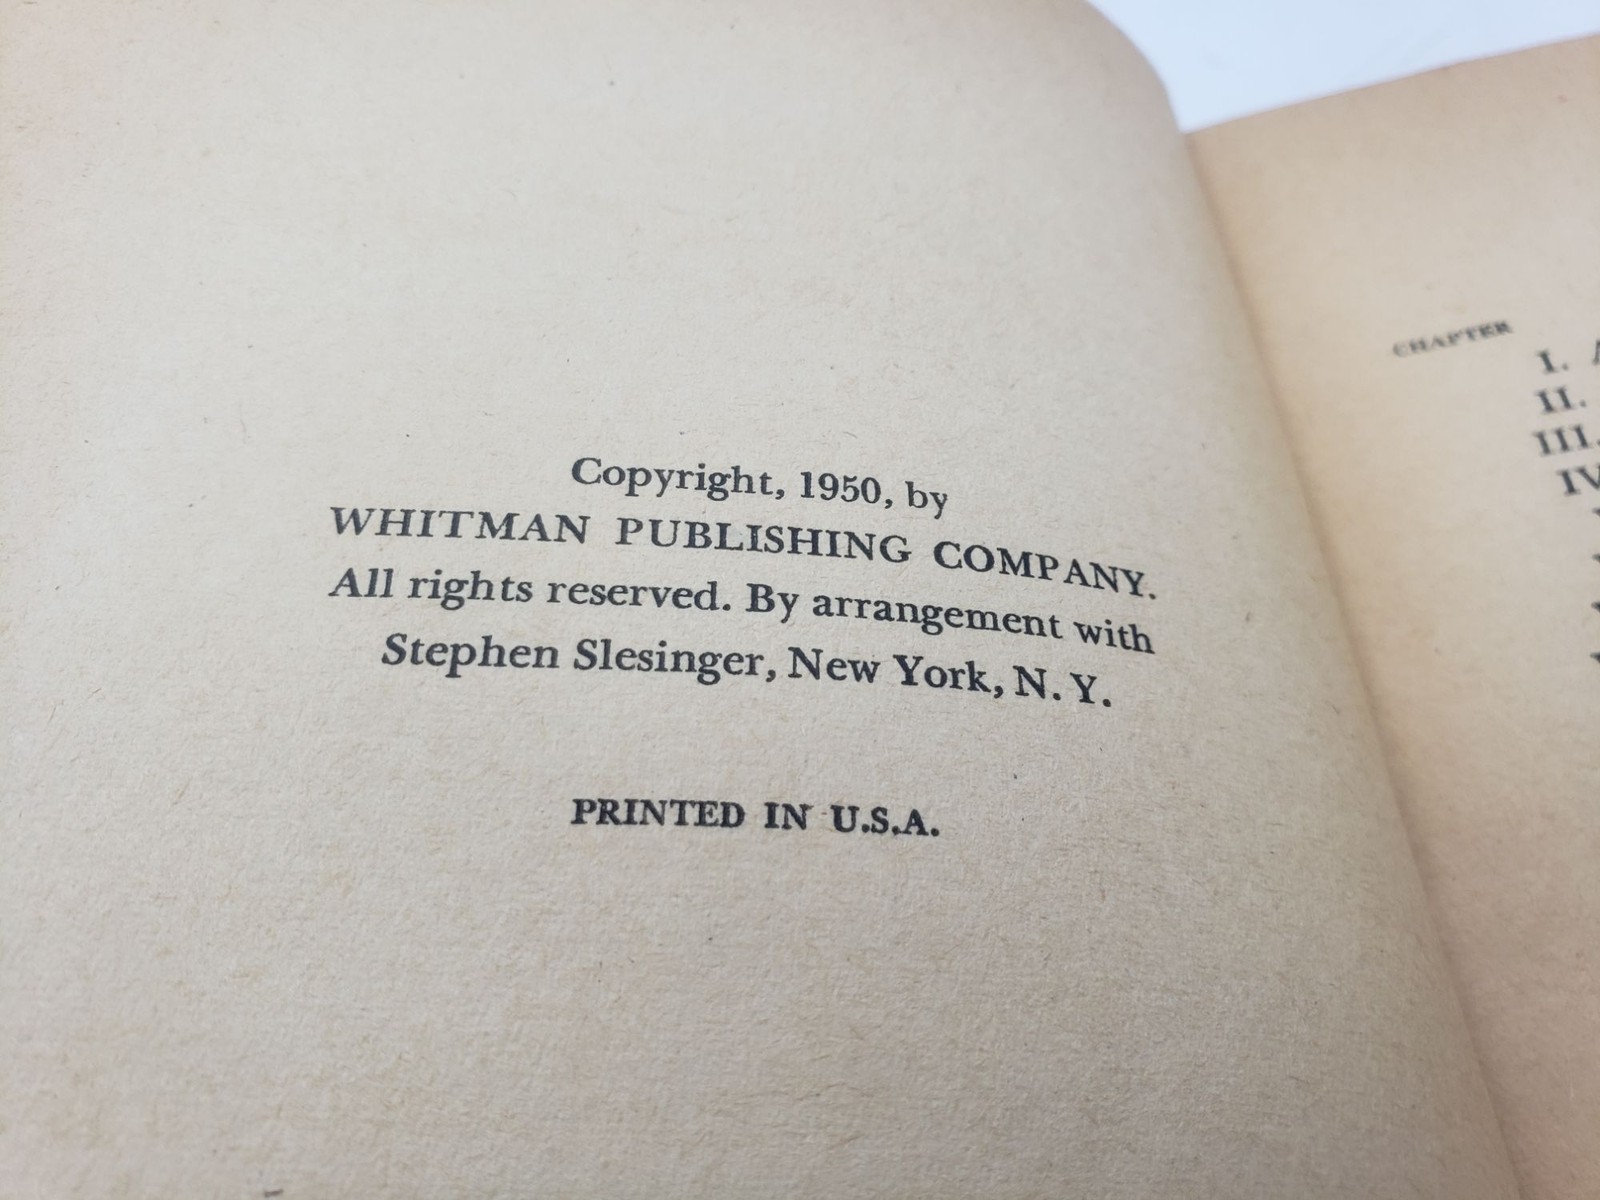 Copyright, 1950, by
WHITMAN PUBLISHING COMPANY.
All rights reserved. By arrangement with
Stephen Slesinger, New York, N. Y.
PRINTED IN U.S.A.
CHAPTER
I.
II.
III.
IV